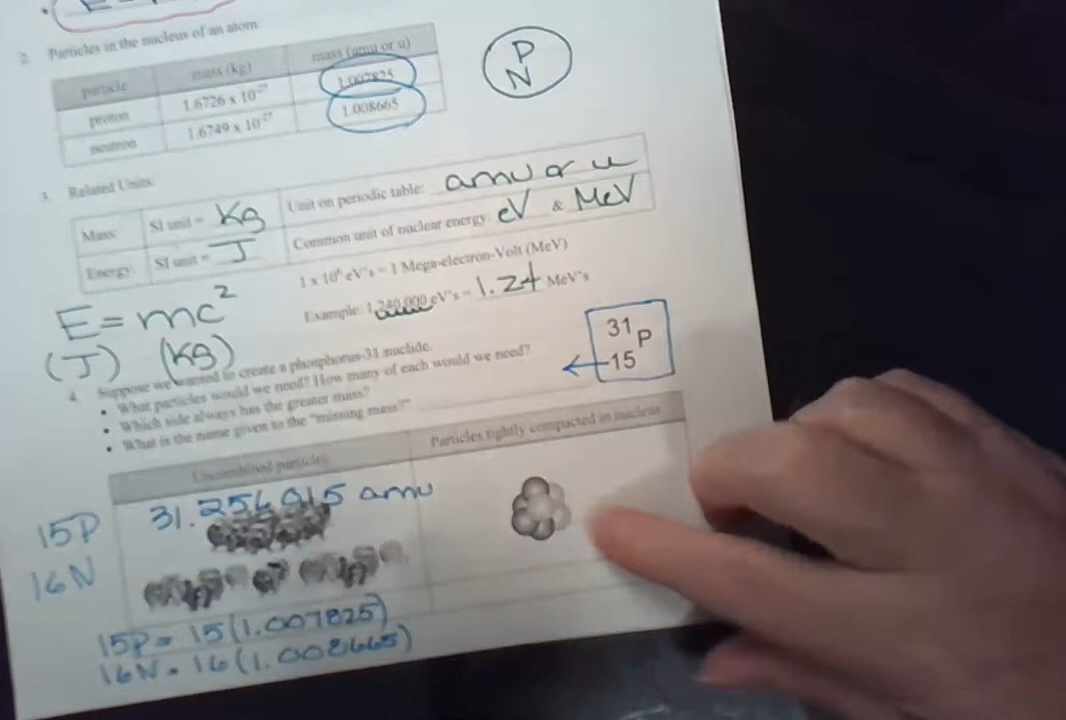 2. Particles in the nucleus of an atom
particle mass (kg) mass (amu or u)
proton 1.6726 x 10⁻²⁷ 1.007825
neutron 1.6749 x 10⁻²⁷ 1.008665
P
N
3. Related Units:
Mass: SI unit = Kg Unit on periodic table: amu or u
Energy: SI unit = J Common unit of nuclear energy: eV & MeV
1 x 10⁶ eV's = 1 Mega-electron-Volt (MeV)
Example: 1,240,000 eV's = 1.24 MeV's
E = mc²
(J) (Kg)
4. Suppose we wanted to create a phosphorus-31 nuclide.
• What particles would we need? How many of each would we need?
• Which side always has the greater mass?
• What is the name given to the "missing mass?"
31
P
15
Uncombined particles Particles tightly compacted in nucleus
31.256015 amu
15P
16N
15P = 15(1.007825)
16N = 16(1.008665)